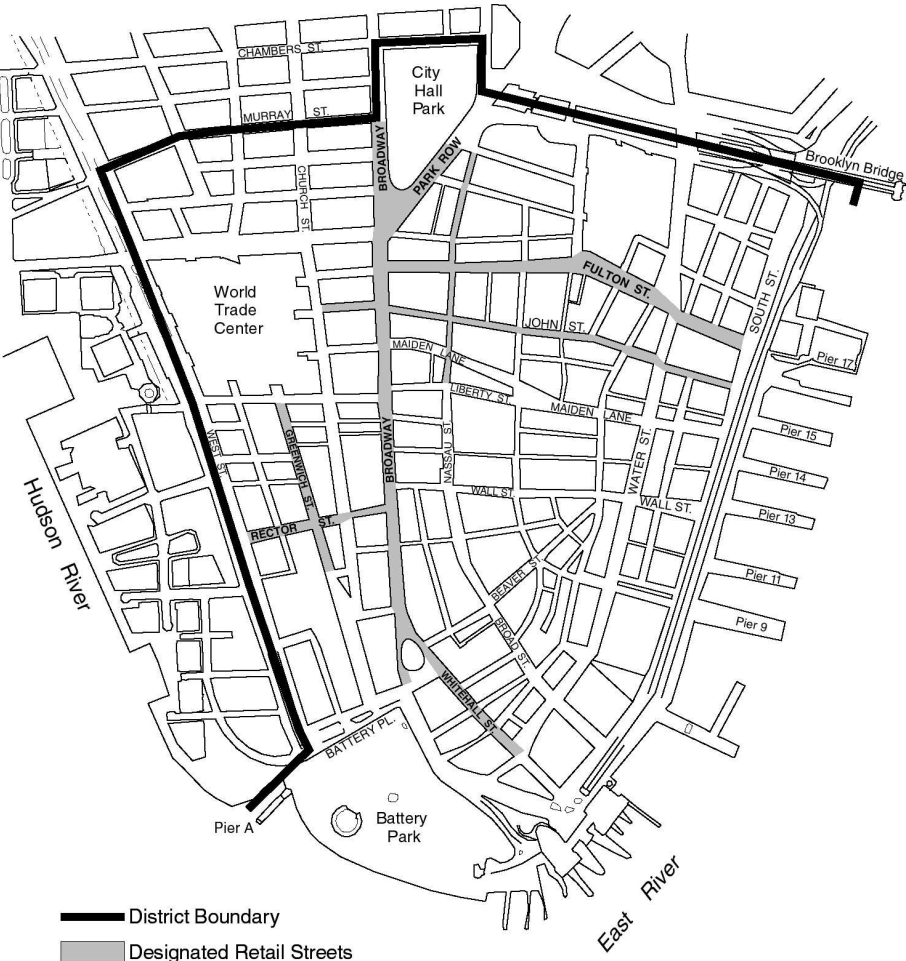 CHAMBERS ST.
City
Hall
Park
MURRAY ST.
BROADWAY
PARK ROW
Brooklyn Bridge
CHURCH ST.
FULTON ST.
SOUTH ST.
World
Trade
Center
JOHN ST.
MAIDEN LANE
Pier 17
LIBERTY ST.
MAIDEN LANE
Pier 15
WEST ST.
GREENWICH ST.
BROADWAY
NASSAU ST.
WATER ST.
Pier 14
WALL ST.
WALL ST.
Pier 13
RECTOR ST.
Hudson River
Pier 11
BEAVER ST.
Pier 9
BROAD ST.
WHITEHALL ST.
BATTERY PL.
Pier A
Battery
Park
East River
District Boundary
Designated Retail Streets